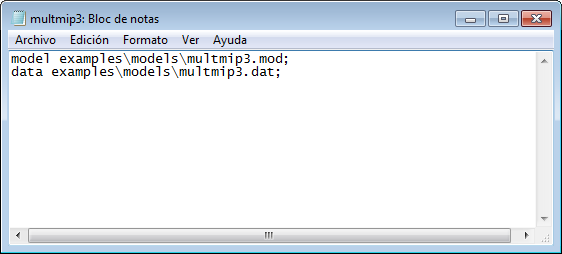 multmip3: Bloc de notas
Archivo Edición Formato Ver Ayuda
model examples\models\multmip3.mod;
data examples\models\multmip3.dat;